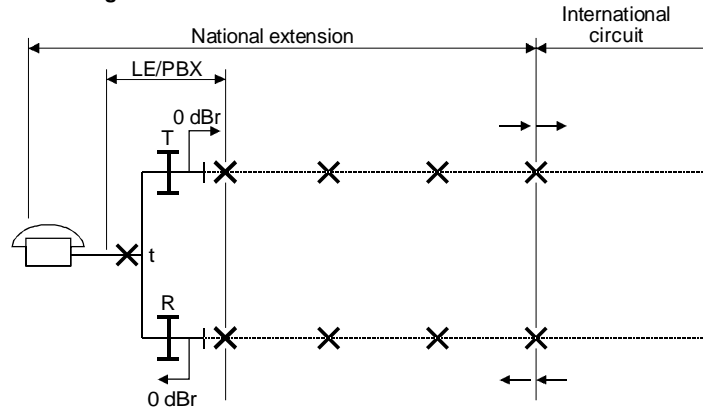 International
circuit
National extension
LE/PBX
0 dBr
T
t
R
0 dBr